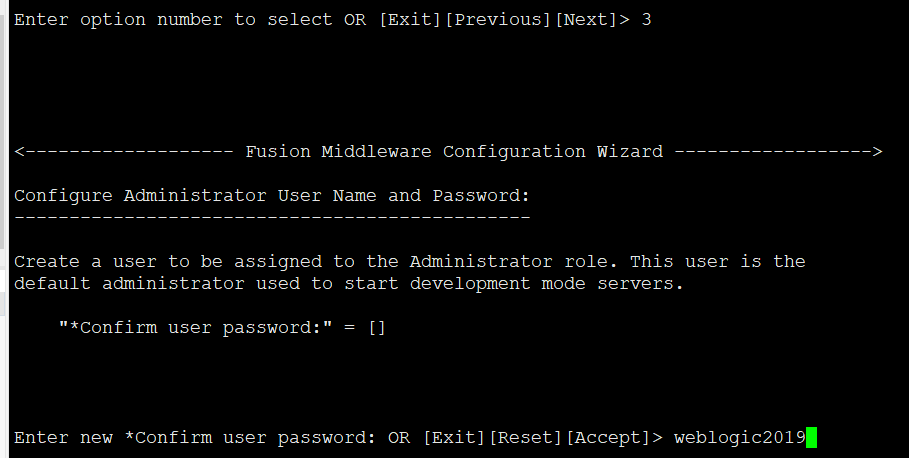 Enter option number to select OR [Exit][Previous][Next]> 3
<------------------- Fusion Middleware Configuration Wizard ------------------>
Configure Administrator User Name and Password:
-----------------------------------------------
Create a user to be assigned to the Administrator role. This user is the
default administrator used to start development mode servers.
"*Confirm user password:" = []
Enter new *Confirm user password: OR [Exit][Reset][Accept]> weblogic2019